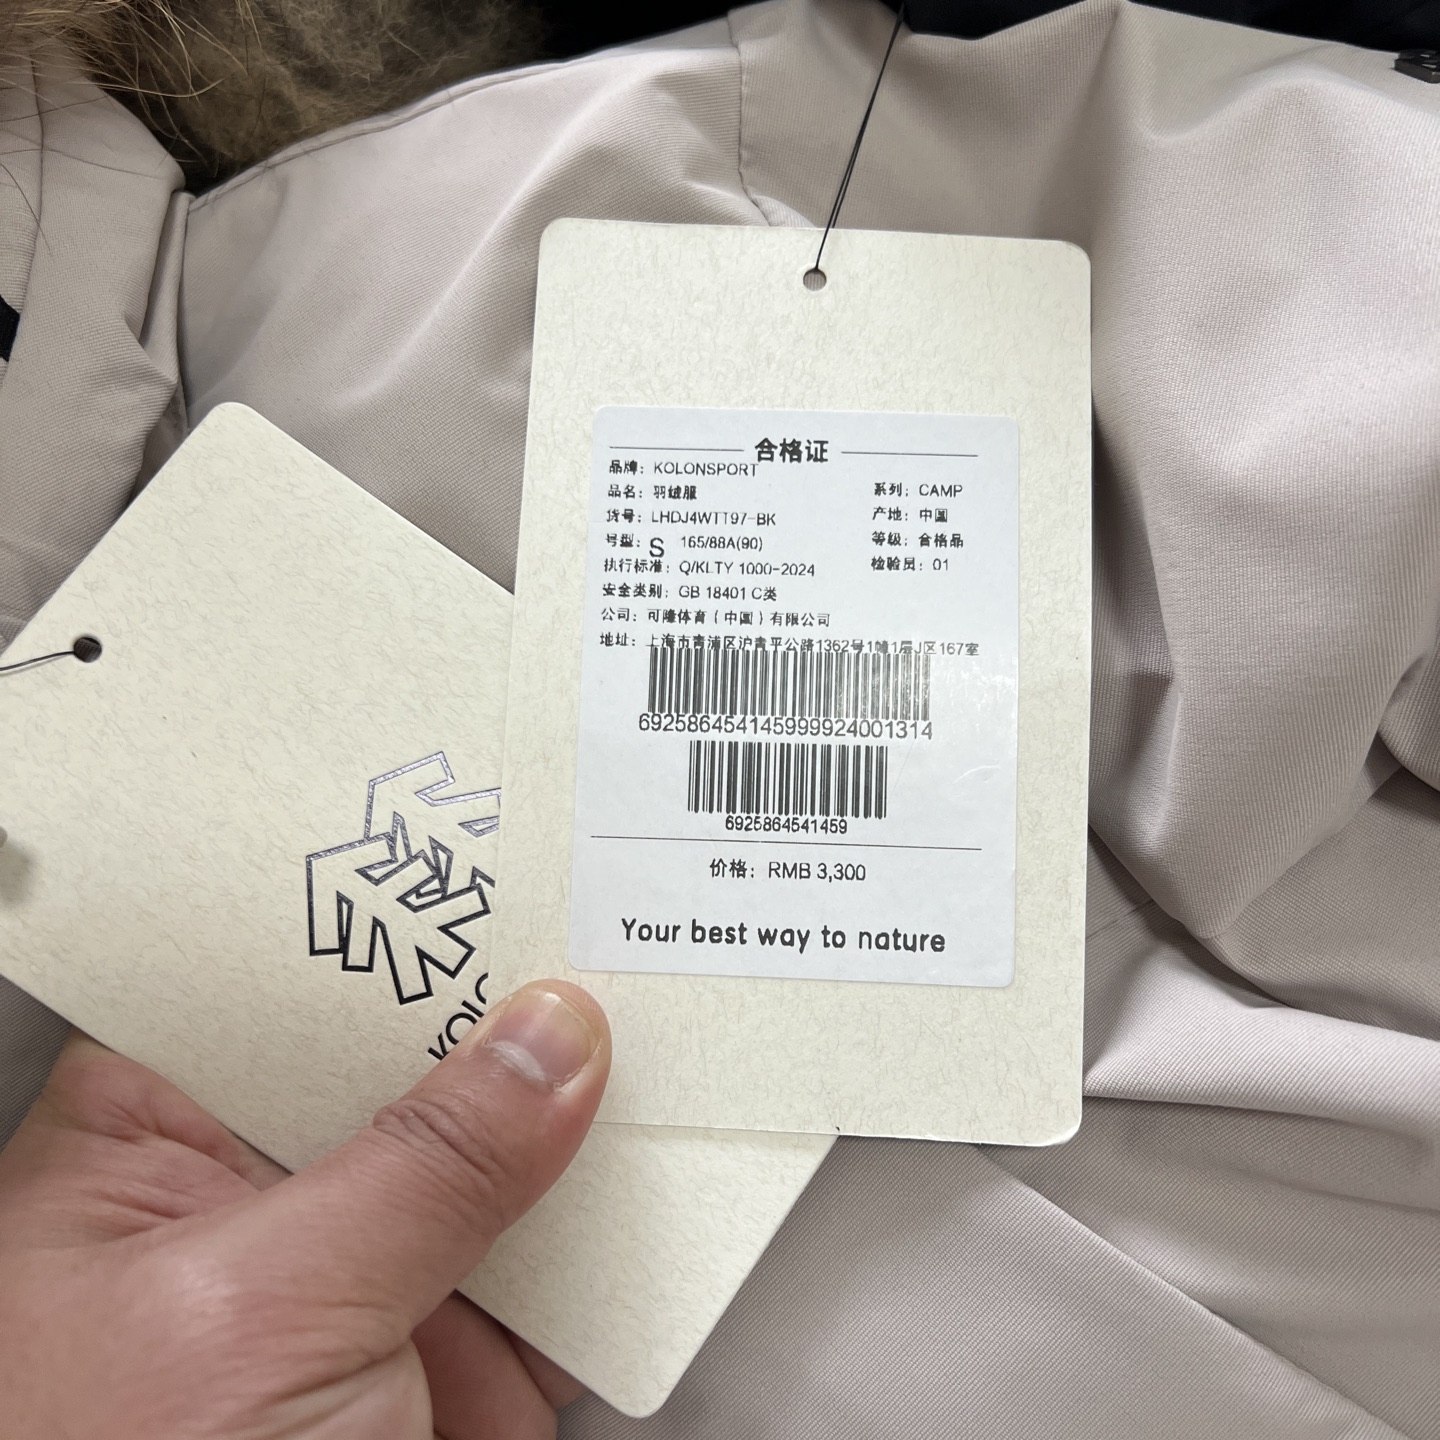 合格证
品牌: KOLONSPORT
品名: 羽绒服
系列: CAMP
货号: LHDJ4WTT97-BK
产地: 中国
号型: S 165/88A(90)
等级: 合格品
执行标准: Q/KLTY 1000-2024
检验员: 01
安全类别: GB 18401 C类
公司: 可隆体育(中国)有限公司
地址: 上海市青浦区沪青平公路1362号1幢1层J区167室
6925864541459999924001314
6925864541459
价格: RMB 3,300
Your best way to nature
KOLO